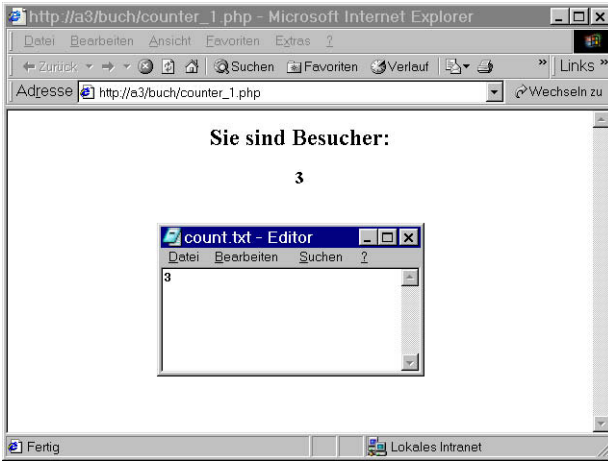 http://a3/buch/counter_1.php - Microsoft Internet Explorer
Datei Bearbeiten Ansicht Favoriten Extras ?
Zurück Suchen Favoriten Verlauf » Links »
Adresse http://a3/buch/counter_1.php Wechseln zu
Sie sind Besucher:
3
count.txt - Editor
Datei Bearbeiten Suchen ?
3
Fertig Lokales Intranet